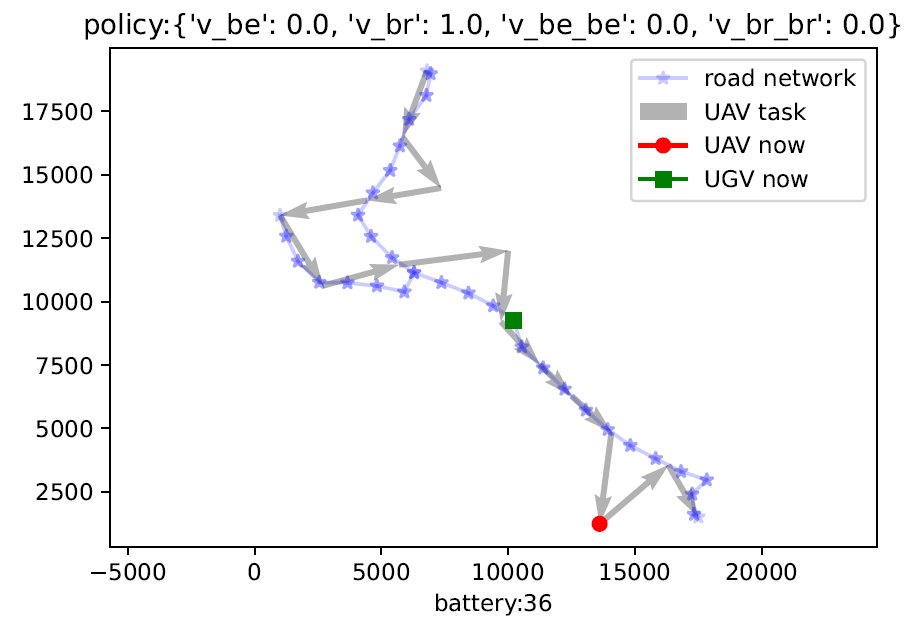 policy:{'v_be': 0.0, 'v_br': 1.0, 'v_be_be': 0.0, 'v_br_br': 0.0}
road network
UAV task
UAV now
UGV now
17500
15000
12500
10000
7500
5000
2500
−5000 0 5000 10000 15000 20000
battery:36